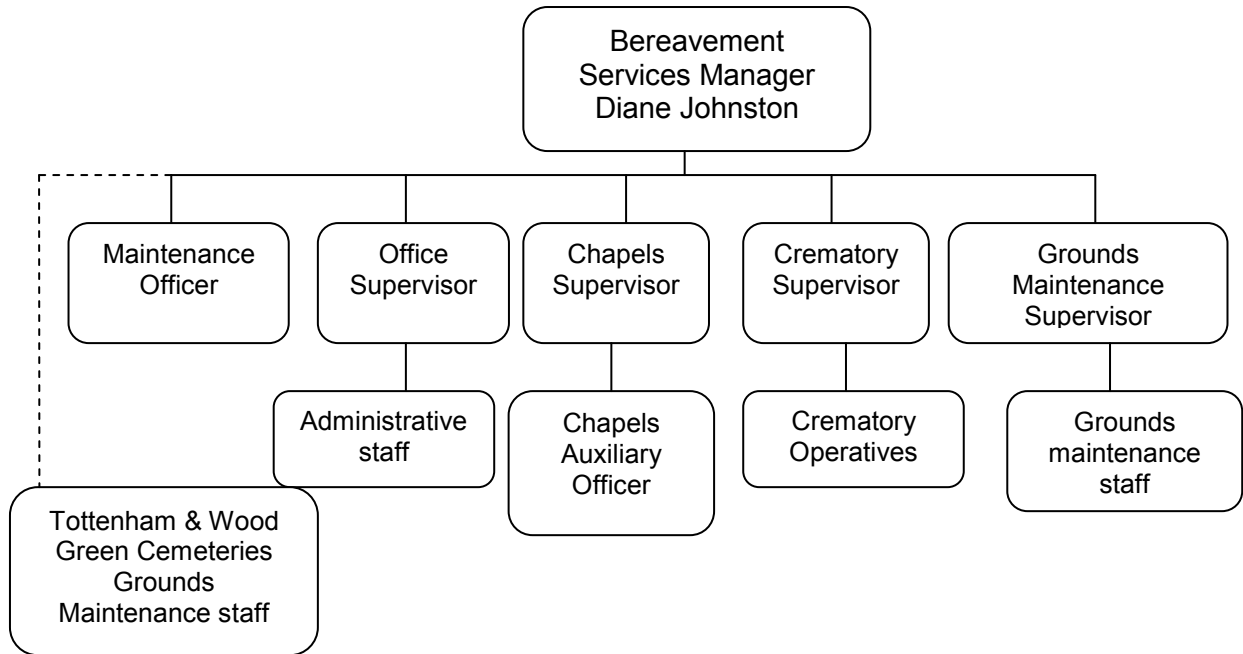 Bereavement
Services Manager
Diane Johnston
Maintenance
Officer
Office
Supervisor
Chapels
Supervisor
Crematory
Supervisor
Grounds
Maintenance
Supervisor
Administrative
staff
Chapels
Auxiliary
Officer
Crematory
Operatives
Grounds
maintenance
staff
Tottenham & Wood
Green Cemeteries
Grounds
Maintenance staff